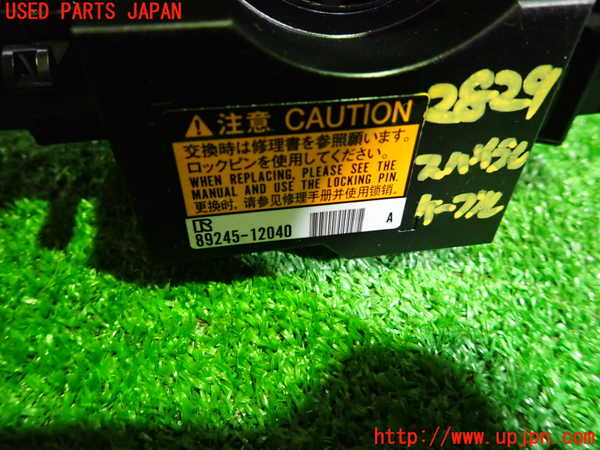 USED PARTS JAPAN
注意 CAUTION
交換時は修理書を参照願います。
ロックピンを使用してください。
WHEN REPLACING, PLEASE SEE THE
MANUAL AND USE THE LOCKING PIN.
更换时, 请参见修理手册并使用锁销.
R
89245-12040
A
2829
スパイラル
ケーブル
http://www.upjpn.com